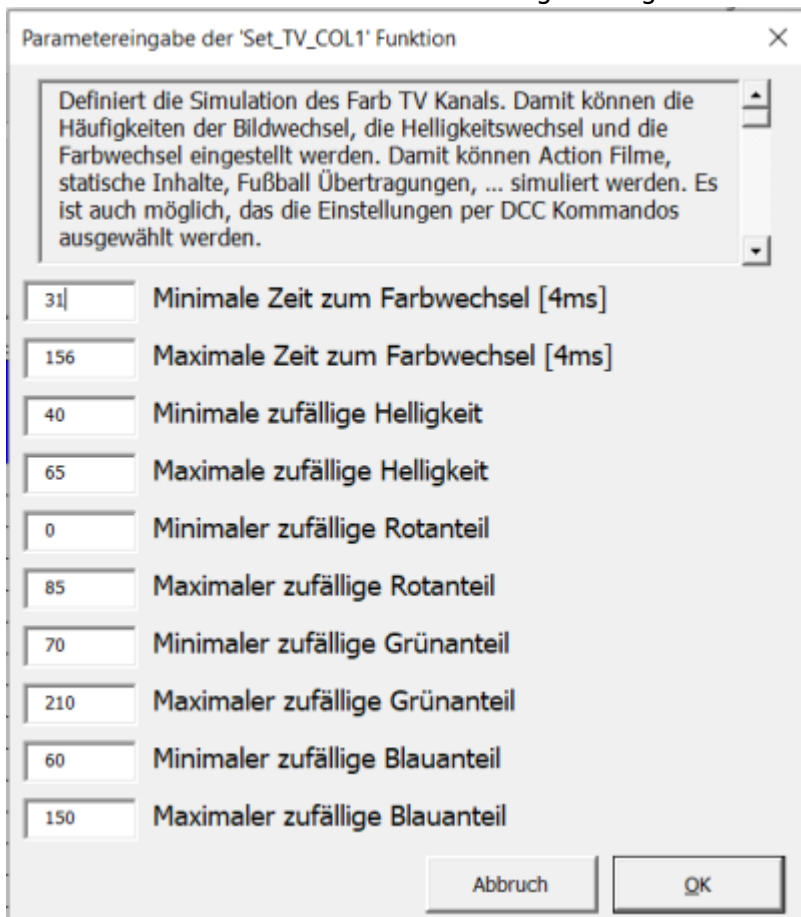 Parametereingabe der 'Set_TV_COL1' Funktion
Definiert die Simulation des Farb TV Kanals. Damit können die
Häufigkeiten der Bildwechsel, die Helligkeitswechsel und die
Farbwechsel eingestellt werden. Damit können Action Filme,
statische Inhalte, Fußball Übertragungen, ... simuliert werden. Es
ist auch möglich, das die Einstellungen per DCC Kommandos
ausgewählt werden.
31 Minimale Zeit zum Farbwechsel [4ms]
156 Maximale Zeit zum Farbwechsel [4ms]
40 Minimale zufällige Helligkeit
65 Maximale zufällige Helligkeit
0 Minimaler zufällige Rotanteil
85 Maximaler zufällige Rotanteil
70 Minimaler zufällige Grünanteil
210 Maximaler zufällige Grünanteil
60 Minimaler zufällige Blauanteil
150 Maximaler zufällige Blauanteil
Abbruch OK